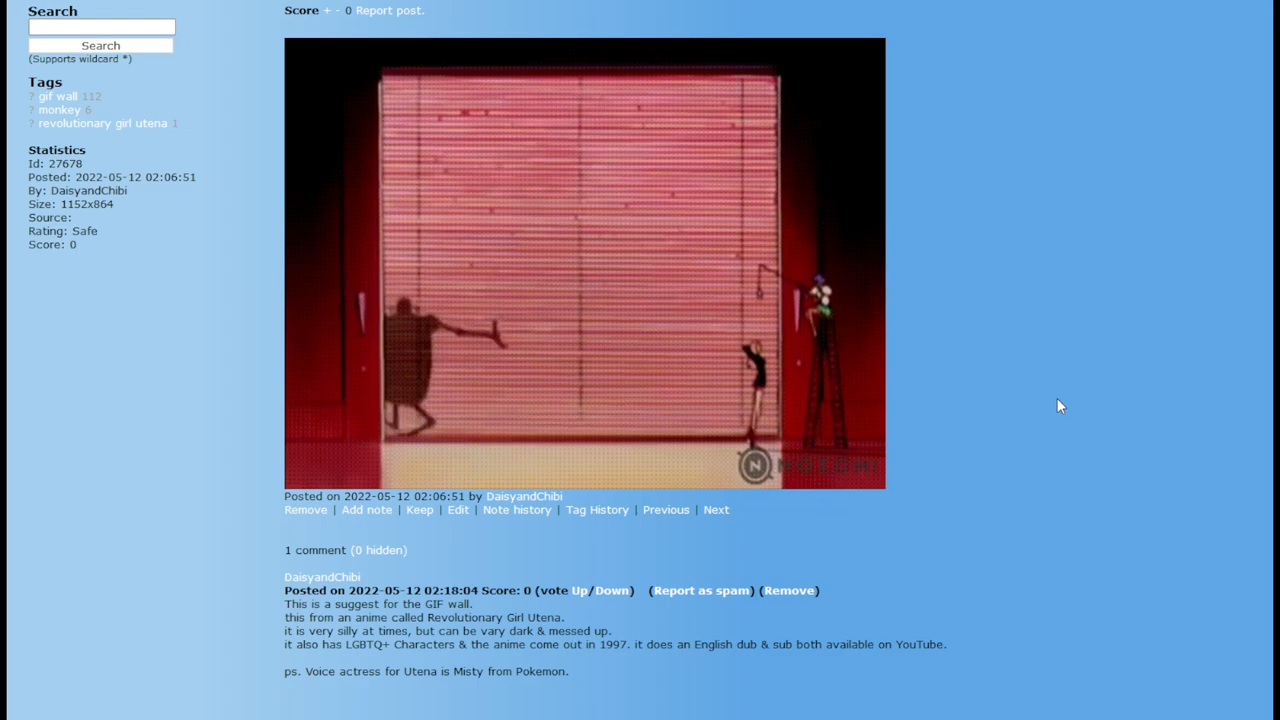 Search
Search
(Supports wildcard *)
Tags
? gif wall 112
? monkey 6
? revolutionary girl utena 1
Statistics
Id: 27678
Posted: 2022-05-12 02:06:51
By: DaisyandChibi
Size: 1152x864
Source:
Rating: Safe
Score: 0
Score + - 0 Report post.
N NOZOMI
Posted on 2022-05-12 02:06:51 by DaisyandChibi
Remove | Add note | Keep | Edit | Note history | Tag History | Previous | Next
1 comment (0 hidden)
DaisyandChibi
Posted on 2022-05-12 02:18:04 Score: 0 (vote Up/Down) (Report as spam) (Remove)
This is a suggest for the GIF wall.
this from an anime called Revolutionary Girl Utena.
it is very silly at times, but can be vary dark & messed up.
it also has LGBTQ+ Characters & the anime come out in 1997. it does an English dub & sub both available on YouTube.
ps. Voice actress for Utena is Misty from Pokemon.